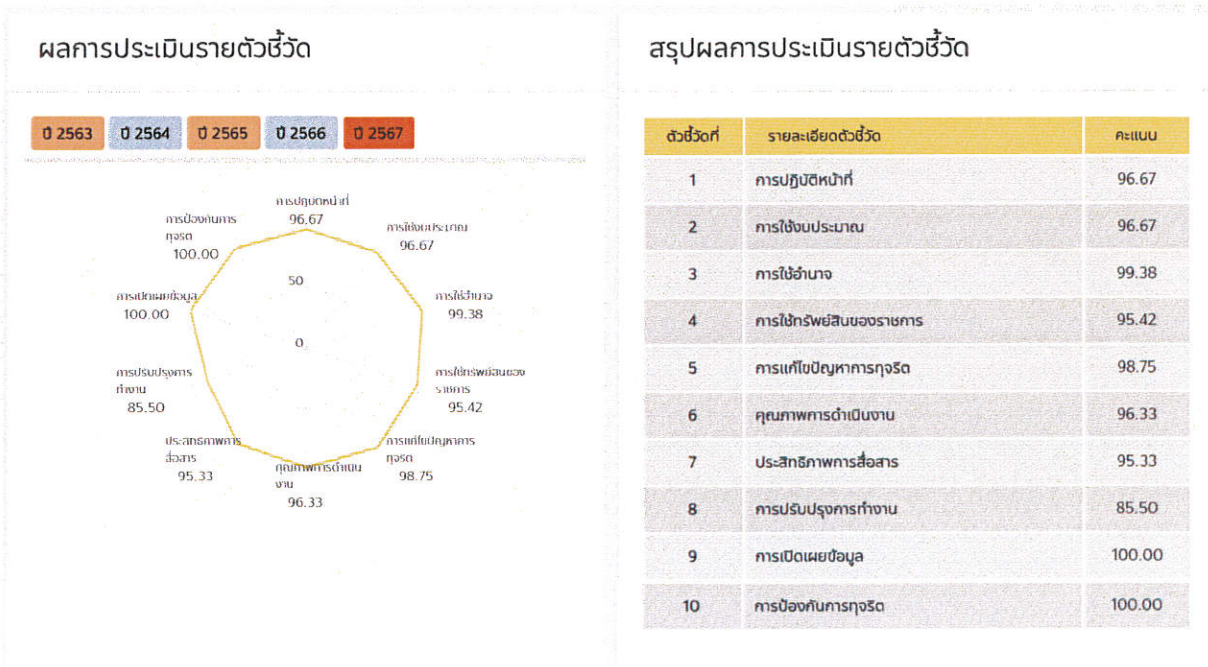 ผลการประเมินรายตัวชี้วัด
ปี 2563 ปี 2564 ปี 2565 ปี 2566 ปี 2567
การปฏิบัติหน้าที่
96.67
การใช้งบประมาณ
96.67
การใช้อำนาจ
99.38
การใช้ทรัพย์สินของ
ราชการ
95.42
การแก้ไขปัญหาการ
ทุจริต
98.75
คุณภาพการดำเนิน
งาน
96.33
ประสิทธิภาพการ
สื่อสาร
95.33
การปรับปรุงการ
ทำงาน
85.50
การเปิดเผยข้อมูล
100.00
การป้องกันการ
ทุจริต
100.00
50
0
สรุปผลการประเมินรายตัวชี้วัด
ตัวชี้วัดที่ รายละเอียดตัวชี้วัด คะแนน
1 การปฏิบัติหน้าที่ 96.67
2 การใช้งบประมาณ 96.67
3 การใช้อำนาจ 99.38
4 การใช้ทรัพย์สินของราชการ 95.42
5 การแก้ไขปัญหาการทุจริต 98.75
6 คุณภาพการดำเนินงาน 96.33
7 ประสิทธิภาพการสื่อสาร 95.33
8 การปรับปรุงการทำงาน 85.50
9 การเปิดเผยข้อมูล 100.00
10 การป้องกันการทุจริต 100.00